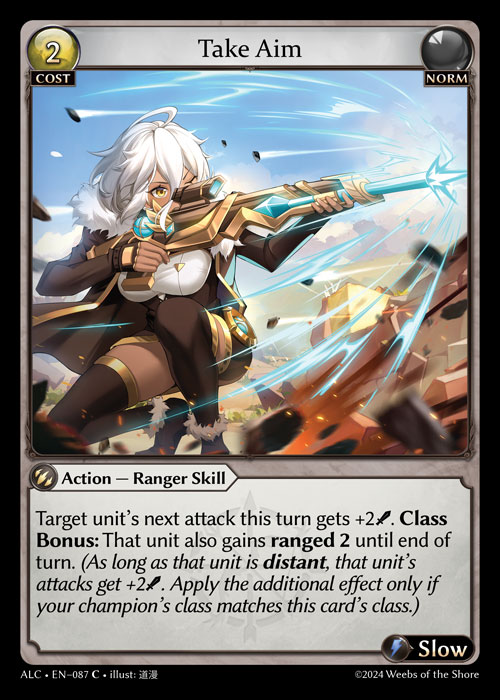 2
Take Aim
COST
NORM
Action — Ranger Skill
Target unit's next attack this turn gets +2. Class
Bonus: That unit also gains ranged 2 until end of
turn. (As long as that unit is distant, that unit's
attacks get +2. Apply the additional effect only if
your champion's class matches this card's class.)
Slow
ALC • EN–087 C • illust: 道漫
©2024 Weebs of the Shore